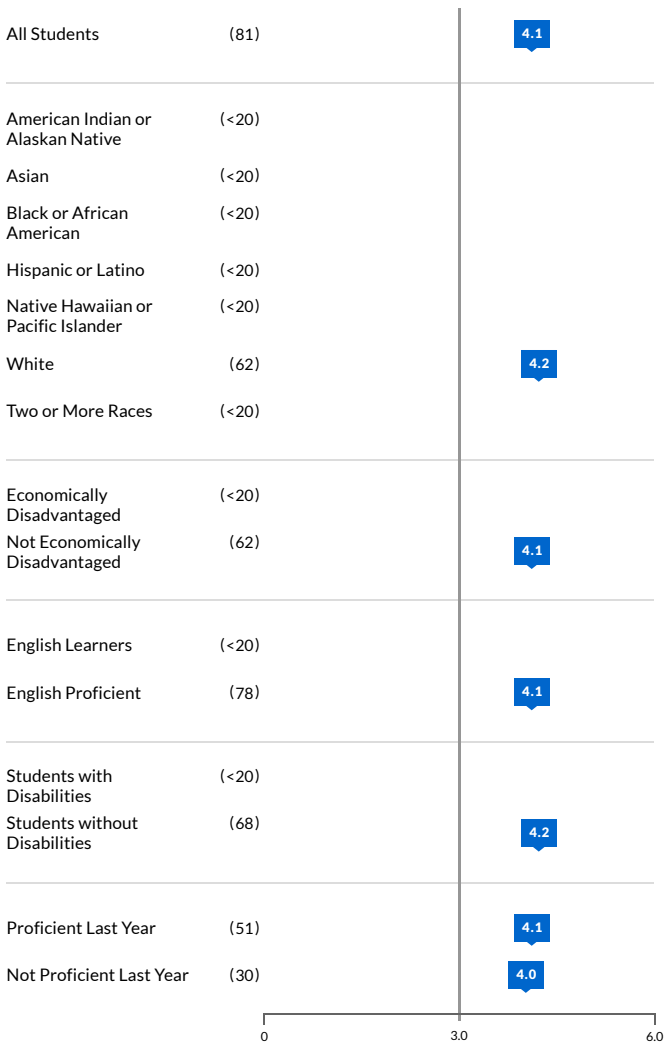 All Students (81) 4.1
American Indian or (<20)
Alaskan Native
Asian (<20)
Black or African (<20)
American
Hispanic or Latino (<20)
Native Hawaiian or (<20)
Pacific Islander
White (62) 4.2
Two or More Races (<20)
Economically (<20)
Disadvantaged
Not Economically (62) 4.1
Disadvantaged
English Learners (<20)
English Proficient (78) 4.1
Students with (<20)
Disabilities
Students without (68) 4.2
Disabilities
Proficient Last Year (51) 4.1
Not Proficient Last Year (30) 4.0
0 3.0 6.0